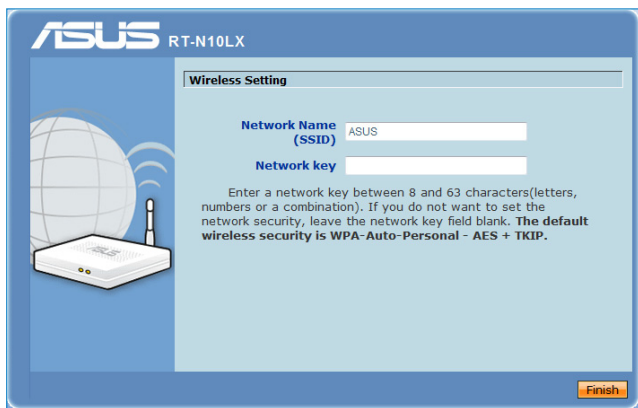 ASUS RT-N10LX
Wireless Setting
Network Name
(SSID)
ASUS
Network key
Enter a network key between 8 and 63 characters(letters,
numbers or a combination). If you do not want to set the
network security, leave the network key field blank. The default
wireless security is WPA-Auto-Personal - AES + TKIP.
ASUS
Finish